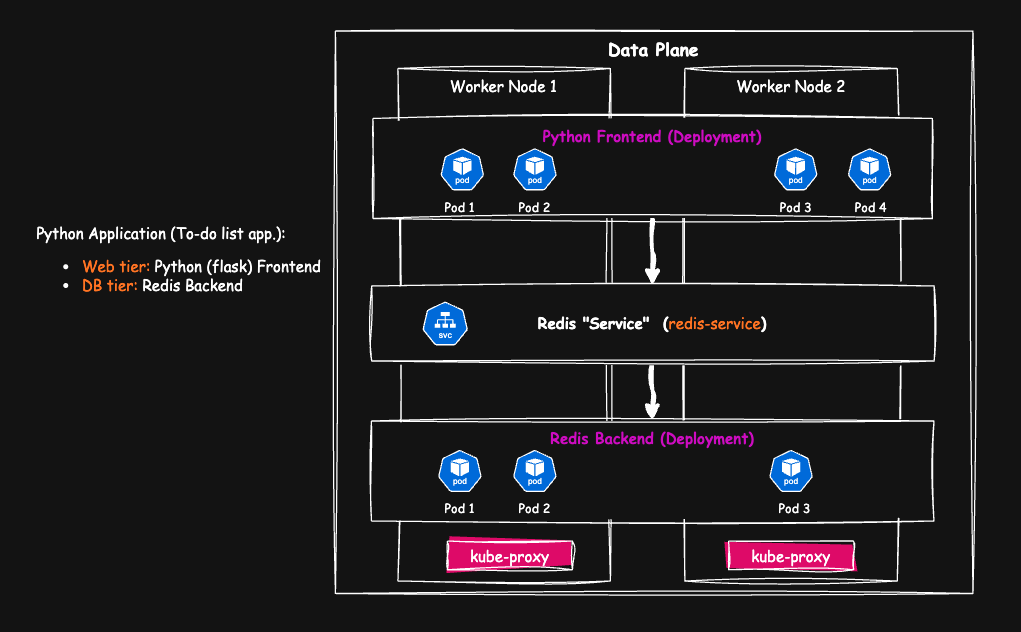 Data Plane
Worker Node 1
Worker Node 2
Python Frontend (Deployment)
pod
pod
pod
pod
Pod 1
Pod 2
Pod 3
Pod 4
Python Application (To-do list app.):
• Web tier: Python (flask) Frontend
• DB tier: Redis Backend
svc
Redis "Service" (redis-service)
Redis Backend (Deployment)
pod
pod
pod
Pod 1
Pod 2
Pod 3
kube-proxy
kube-proxy